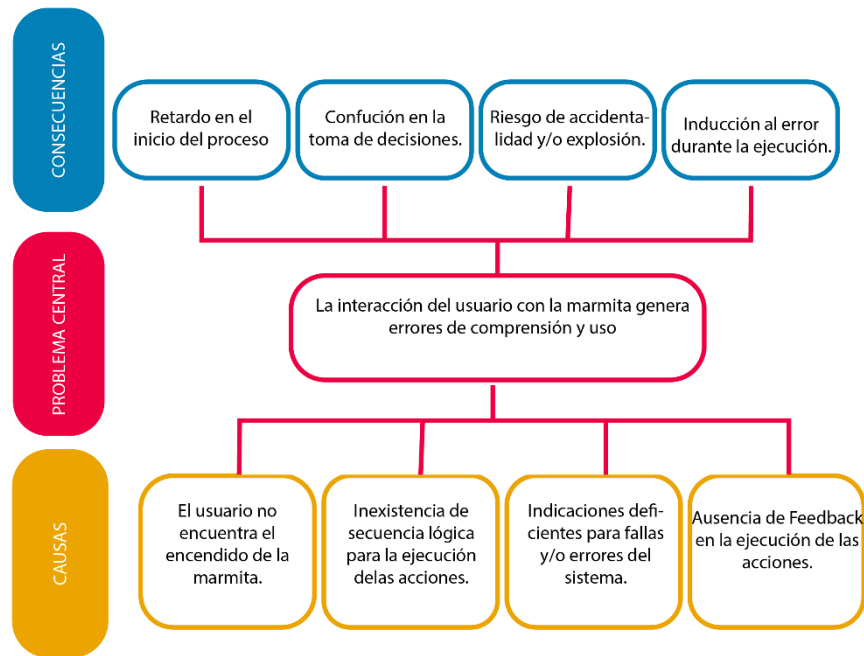 CONSECUENCIAS
Retardo en el
inicio del proceso
Confución en la
toma de decisiones.
Riesgo de accidenta-
lidad y/o explosión.
Inducción al error
durante la ejecución.
PROBLEMA CENTRAL
La interacción del usuario con la marmita genera
errores de comprensión y uso
CAUSAS
El usuario no
encuentra el
encendido de la
marmita.
Inexistencia de
secuencia lógica
para la ejecución
delas acciones.
Indicaciones defi-
cientes para fallas
y/o errores del
sistema.
Ausencia de Feedback
en la ejecución de las
acciones.